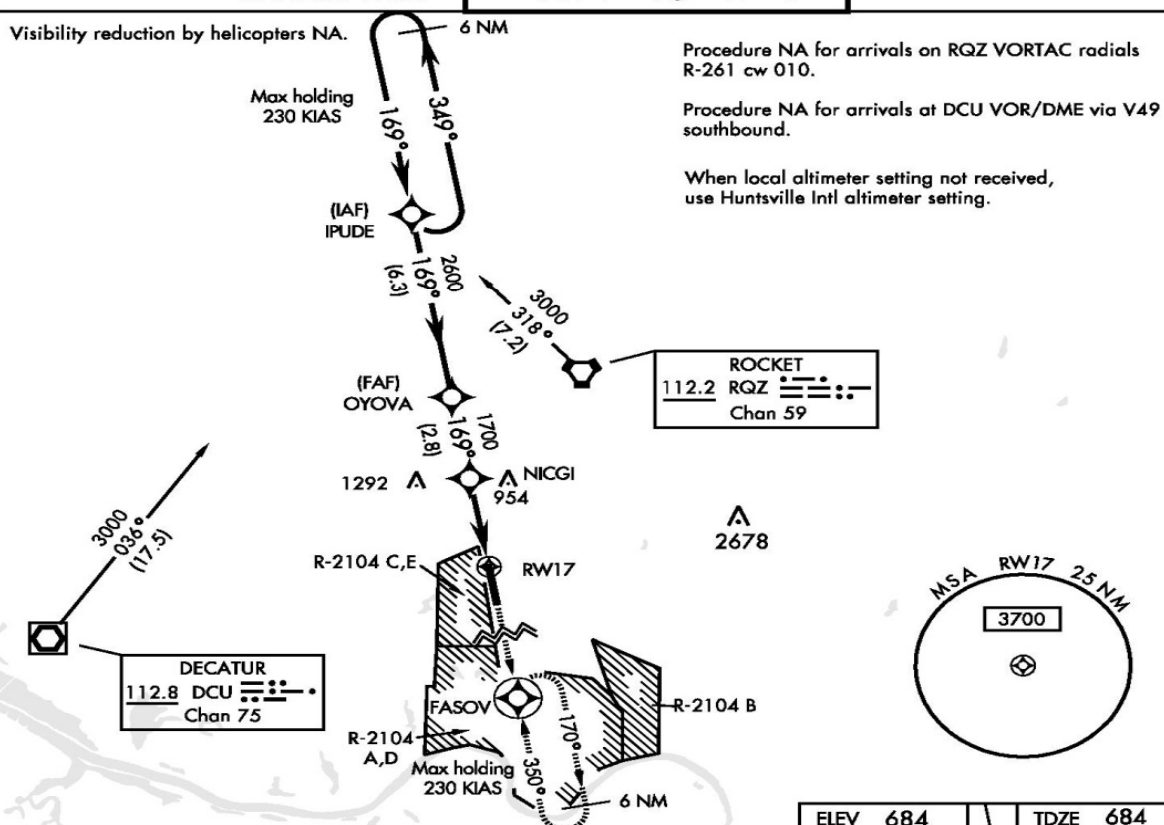 Visibility reduction by helicopters NA.
6 NM
Procedure NA for arrivals on RQZ VORTAC radials
R-261 cw 010.
Procedure NA for arrivals at DCU VOR/DME via V49
southbound.
When local altimeter setting not received,
use Huntsville Intl altimeter setting.
Max holding
230 KIAS
169°
349°
(IAF)
IPUDE
2600
169°
(6.3)
3000
318°
(7.2)
ROCKET
112.2 RQZ
Chan 59
(FAF)
OYOVA
1700
169°
(2.8)
1292
NICGI
954
2678
3000
036°
(17.5)
R-2104 C,E
RW17
MSA RW17 25 NM
3700
DECATUR
112.8 DCU
Chan 75
FASOV
R-2104 B
R-2104
A,D
170°
350°
Max holding
230 KIAS
6 NM
ELEV 684
TDZE 684